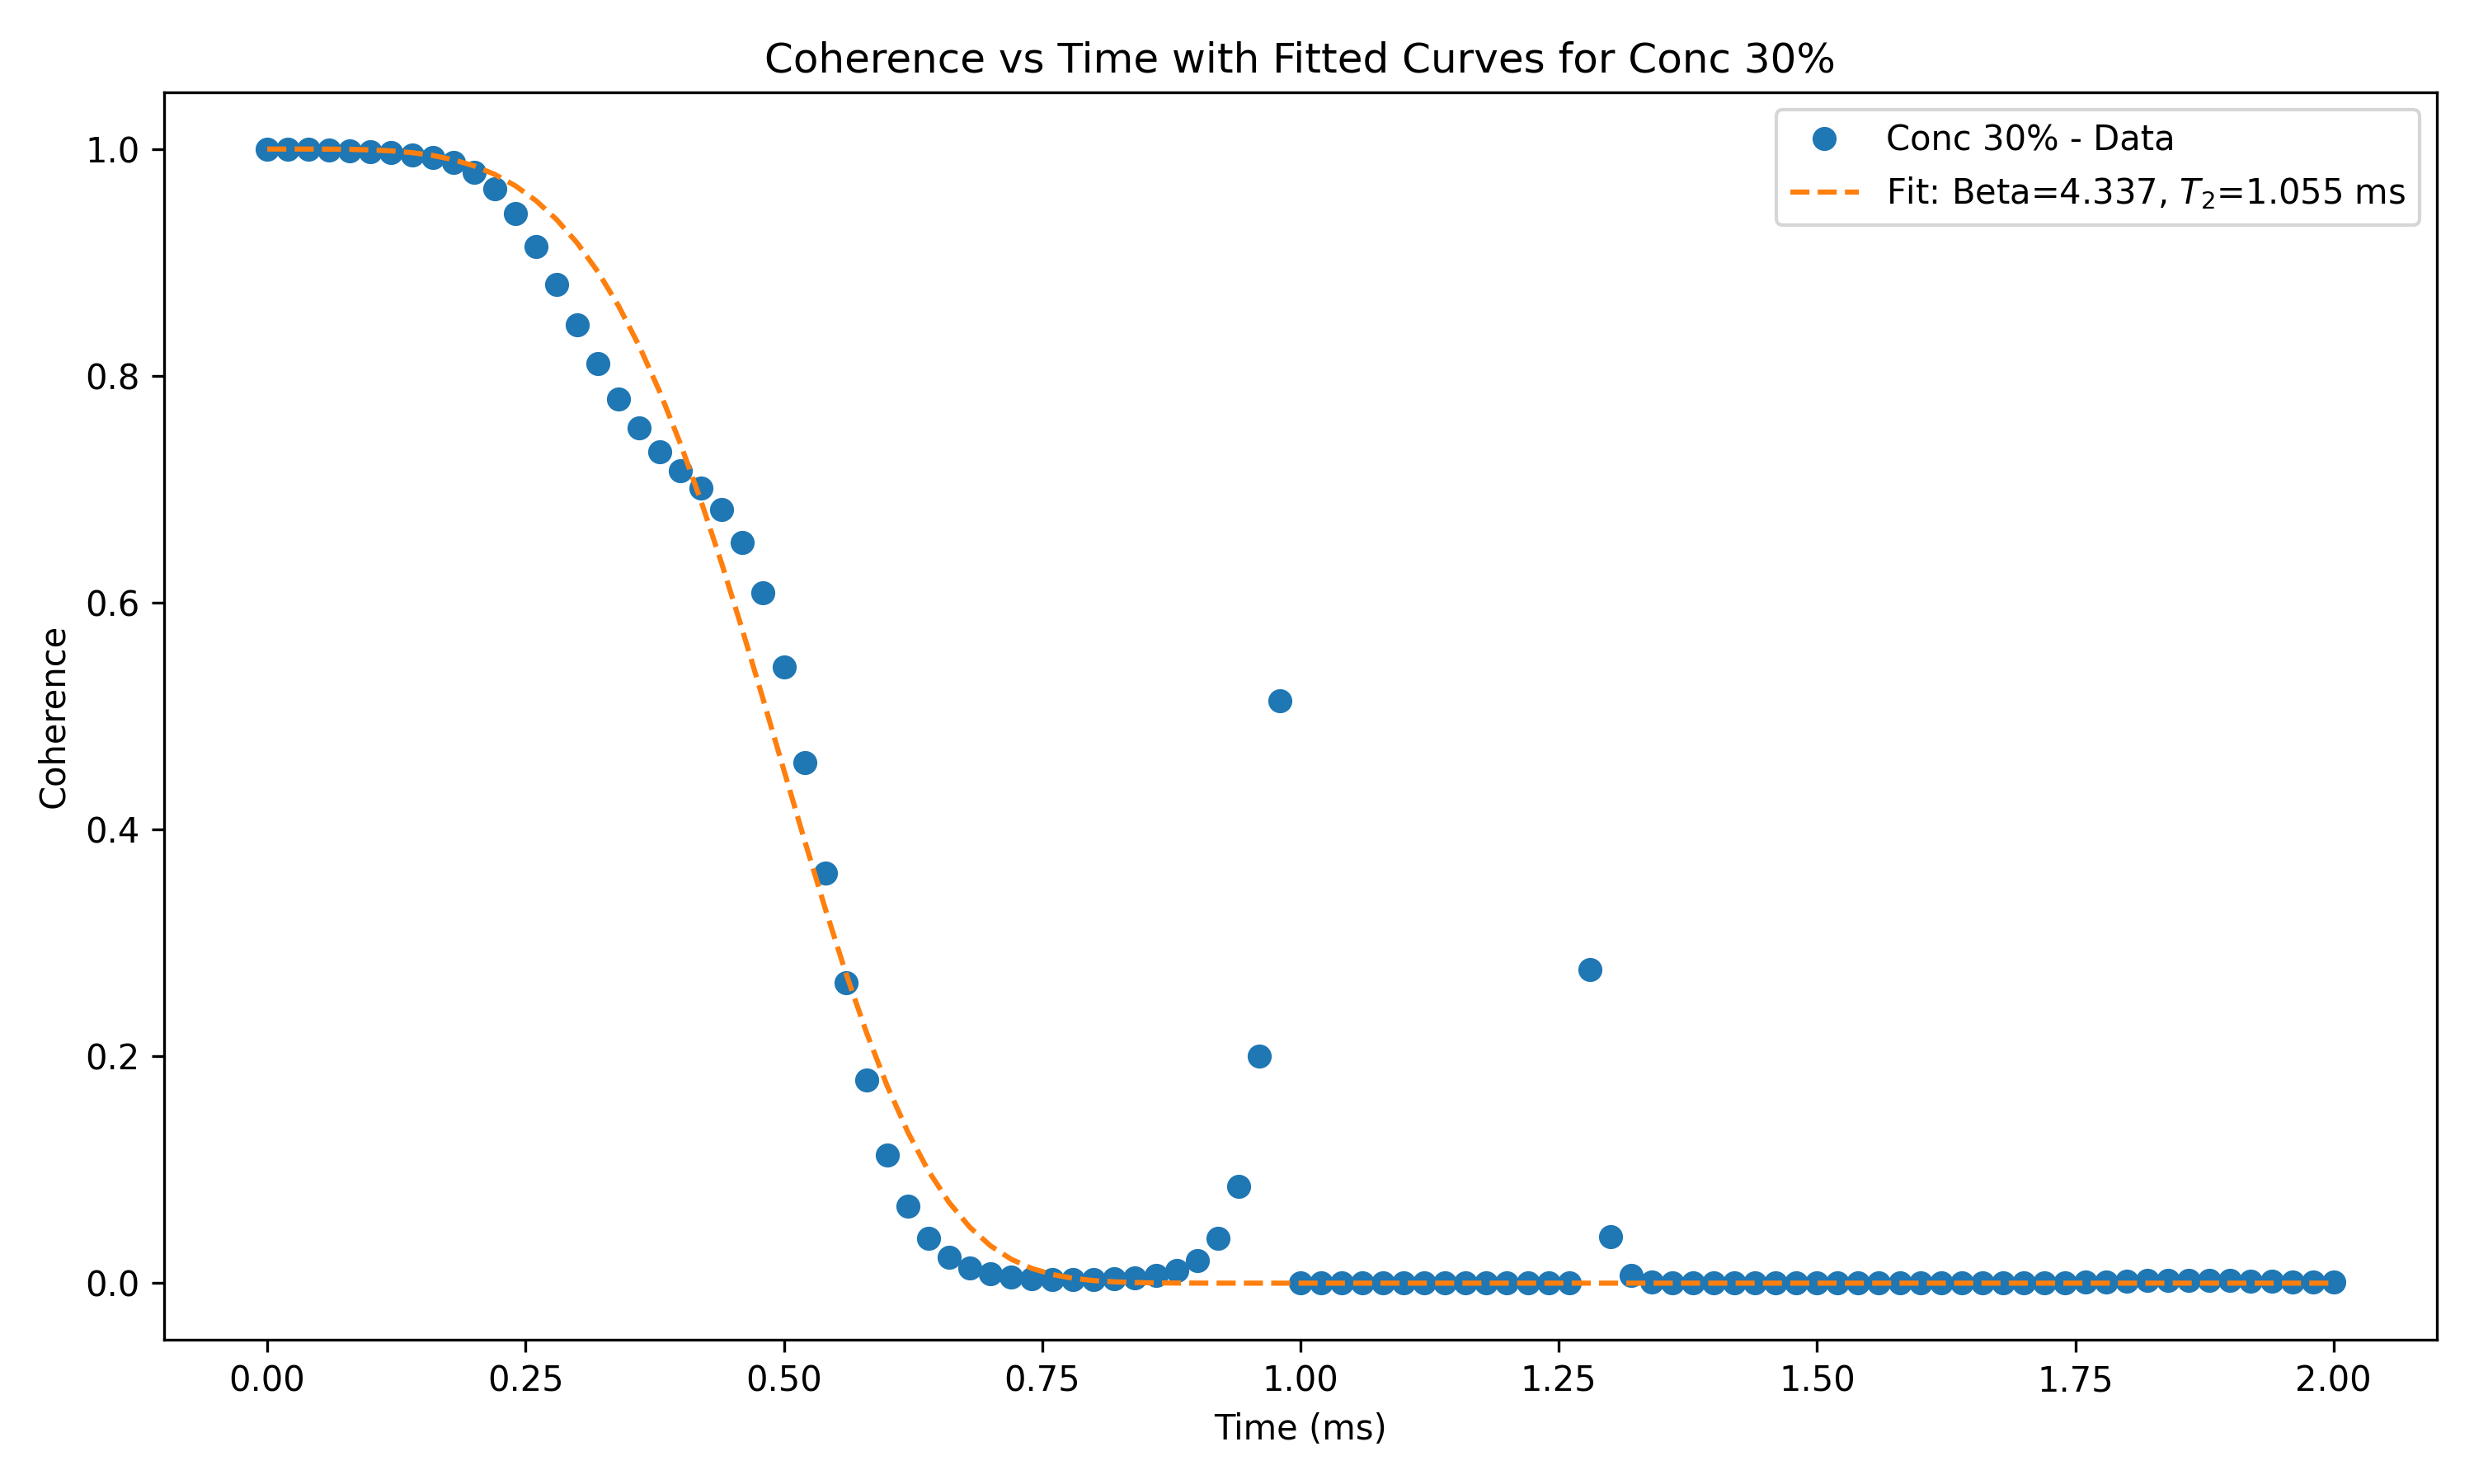 Coherence vs Time with Fitted Curves for Conc 30%
Conc 30% - Data
Fit: Beta=4.337, T₂=1.055 ms
Coherence
1.0
0.8
0.6
0.4
0.2
0.0
0.00 0.25 0.50 0.75 1.00 1.25 1.50 1.75 2.00
Time (ms)